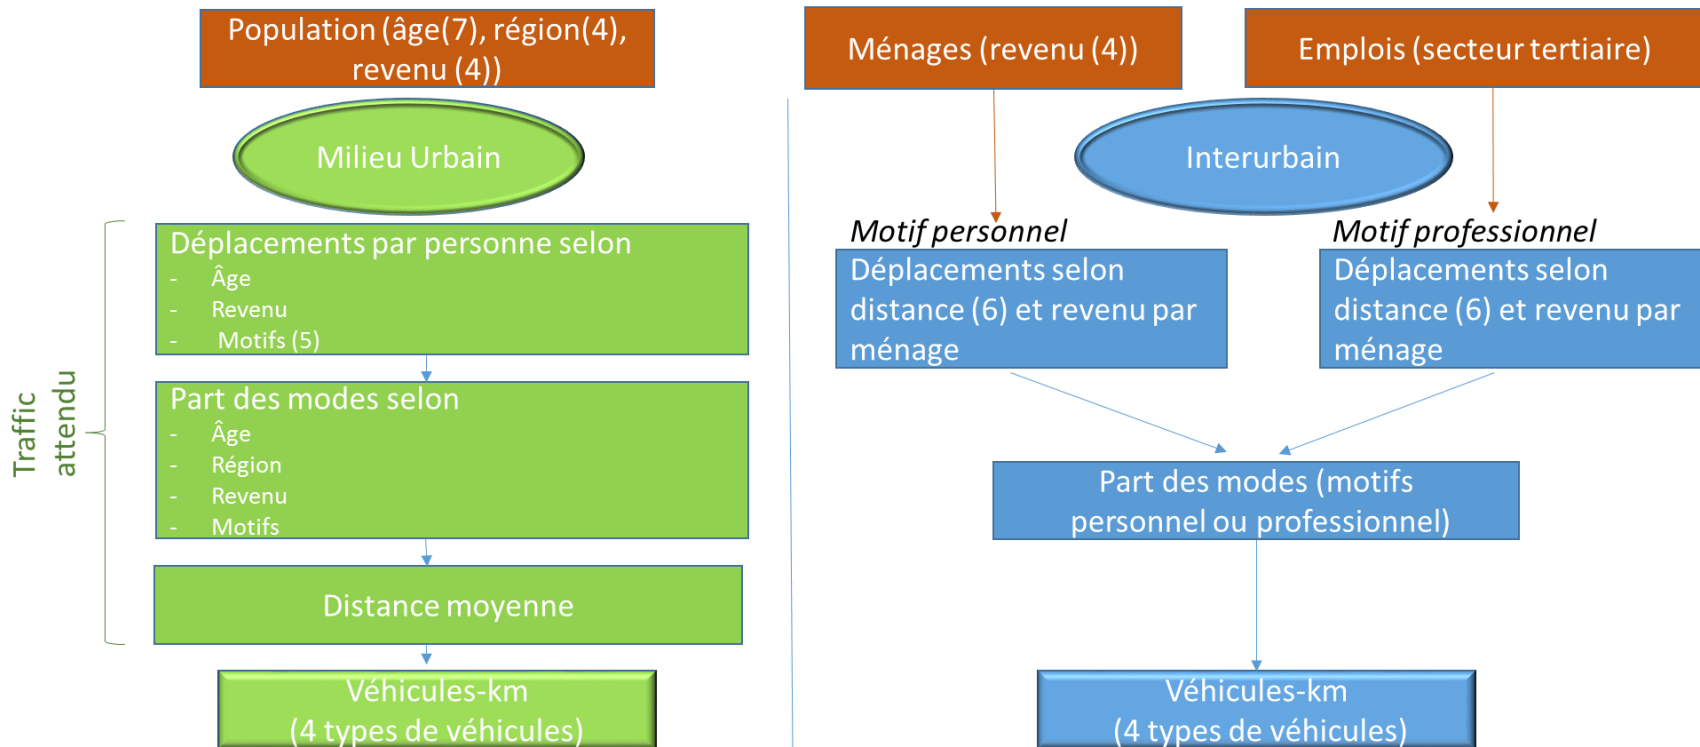 Population (âge(7), région(4),
revenu (4))
Milieu Urbain
Traffic
attendu
Déplacements par personne selon
- Âge
- Revenu
- Motifs (5)
Part des modes selon
- Âge
- Région
- Revenu
- Motifs
Distance moyenne
Véhicules-km
(4 types de véhicules)
Ménages (revenu (4))
Emplois (secteur tertiaire)
Interurbain
Motif personnel
Déplacements selon
distance (6) et revenu par
ménage
Motif professionnel
Déplacements selon
distance (6) et revenu par
ménage
Part des modes (motifs
personnel ou professionnel)
Véhicules-km
(4 types de véhicules)